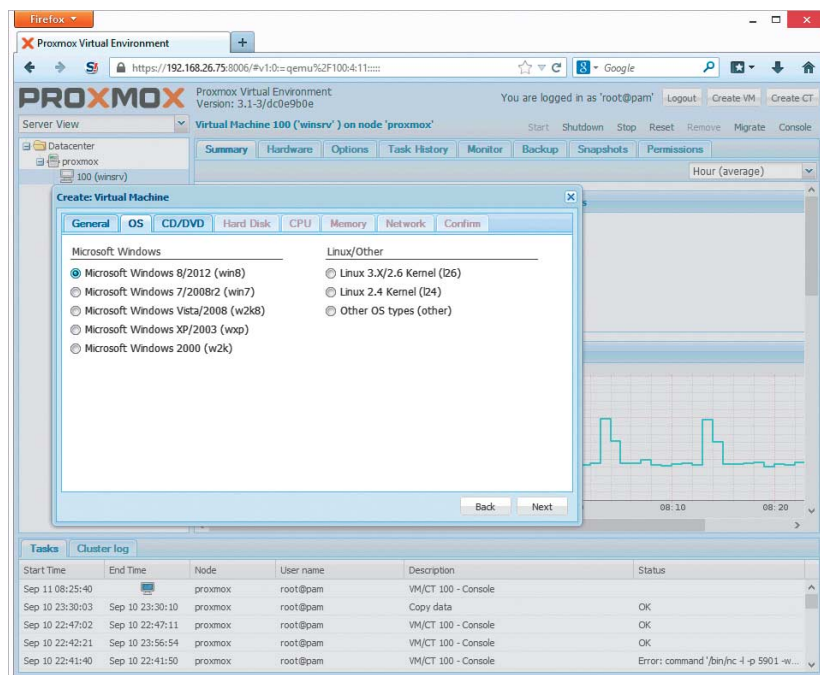 Firefox
Proxmox Virtual Environment
+
https://192.168.26.75:8006/#v1:0:=qemu%2F100:4:11:::::
Google
PROXMOX
Proxmox Virtual Environment
Version: 3.1-3/dc0e9b0e
You are logged in as 'root@pam'
Logout
Create VM
Create CT
Server View
Virtual Machine 100 ('winsrv' ) on node 'proxmox'
Start
Shutdown
Stop
Reset
Remove
Migrate
Console
Datacenter
proxmox
100 (winsrv)
Summary
Hardware
Options
Task History
Monitor
Backup
Snapshots
Permissions
Hour (average)
Create: Virtual Machine
General
OS
CD/DVD
Hard Disk
CPU
Memory
Network
Confirm
Microsoft Windows
Microsoft Windows 8/2012 (win8)
Microsoft Windows 7/2008r2 (win7)
Microsoft Windows Vista/2008 (w2k8)
Microsoft Windows XP/2003 (wxp)
Microsoft Windows 2000 (w2k)
Linux/Other
Linux 3.X/2.6 Kernel (l26)
Linux 2.4 Kernel (l24)
Other OS types (other)
Back
Next
s
08:10
08:20
Tasks
Cluster log
Start Time End Time Node User name Description Status
Sep 11 08:25:40 proxmox root@pam VM/CT 100 - Console
Sep 10 23:30:03 Sep 10 23:30:10 proxmox root@pam Copy data OK
Sep 10 22:47:02 Sep 10 22:47:11 proxmox root@pam VM/CT 100 - Console OK
Sep 10 22:42:21 Sep 10 23:56:54 proxmox root@pam VM/CT 100 - Console OK
Sep 10 22:41:40 Sep 10 22:41:50 proxmox root@pam VM/CT 100 - Console Error: command '/bin/nc -l -p 5901 -w...